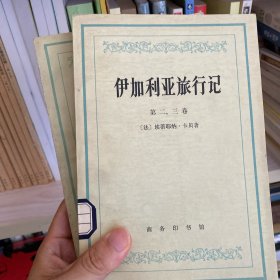 伊加利亚旅行记
第二、三卷
〔法〕埃蒂耶纳·卡贝著
商务印书馆